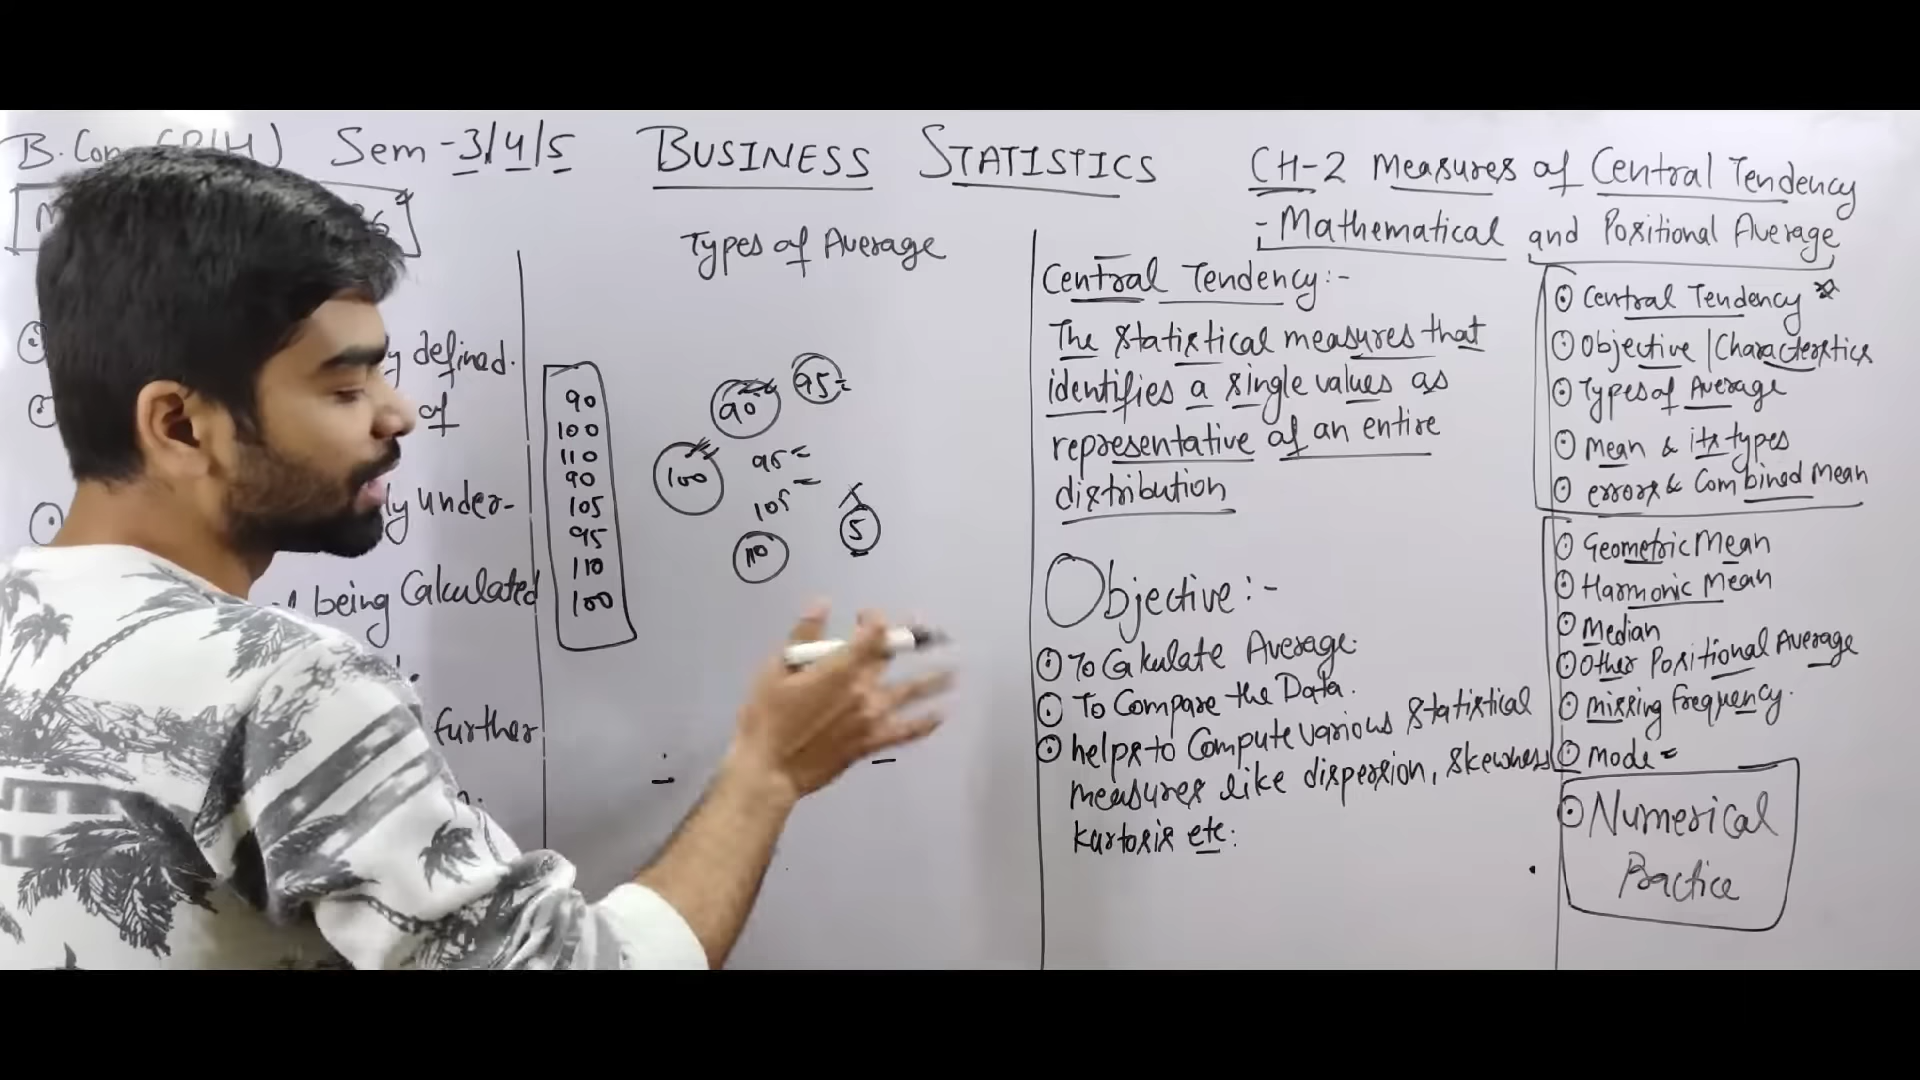 B. Com
Sem - 3/4/5
BUSINESS STATISTICS
CH-2 Measures of Central Tendency
- Mathematical and Positional Average
defined.
of
under-
being Calculated
further
Types of Average
90
100
110
90
105
95
110
100
90
95
100
95
105
110
5
Central Tendency:-
The statistical measures that
identifies a single values as
representative of an entire
distribution
Objective :-
To Calculate Average.
To Compare the Data.
helps to Compute various statistical
measures like dispersion, skewness
kurtosis etc.
Central Tendency
Objective / Characteristics
Types of Average
Mean & its types
errors & Combined Mean
Geometric Mean
Harmonic Mean
Median
Other Positional Average
missing frequency.
mode
Numerical
Practice